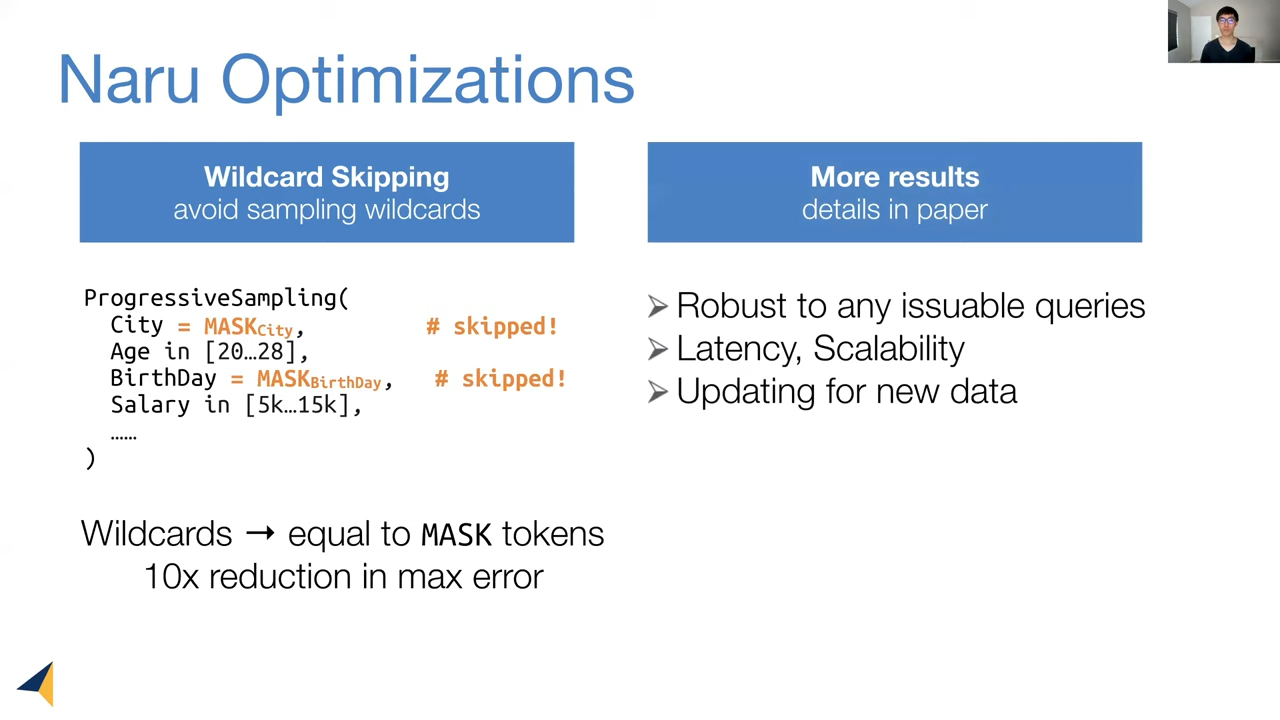 Naru Optimizations
Wildcard Skipping
avoid sampling wildcards
ProgressiveSampling(
City = MASKCity, # skipped!
Age in [20…28],
BirthDay = MASKBirthDay, # skipped!
Salary in [5k…15k],
……
)
Wildcards → equal to MASK tokens
10x reduction in max error
More results
details in paper
➢ Robust to any issuable queries
➢ Latency, Scalability
➢ Updating for new data